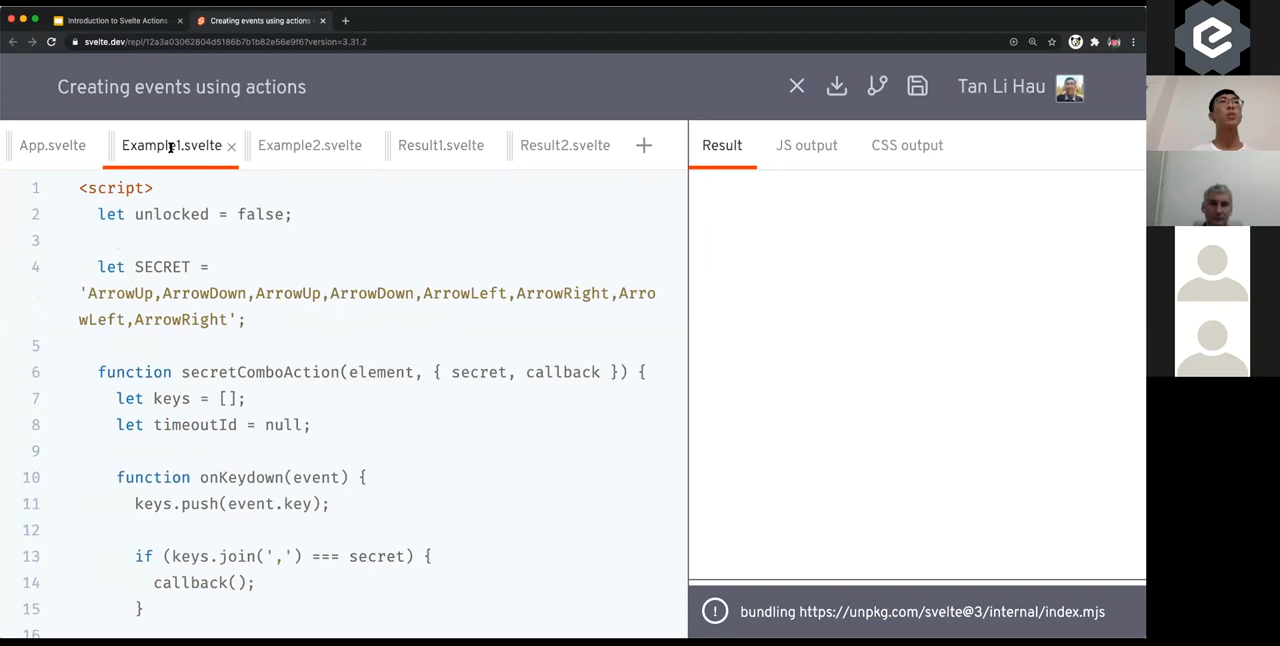 Introduction to Svelte Actions
Creating events using actions
svelte.dev/repl/12a3a03062804d5186b7b1b82e56e9f6?version=3.31.2
Creating events using actions
Tan Li Hau
App.svelte
Example1.svelte
Example2.svelte
Result1.svelte
Result2.svelte
Result
JS output
CSS output
1 <script>
2 let unlocked = false;
3
4 let SECRET =
'ArrowUp,ArrowDown,ArrowUp,ArrowDown,ArrowLeft,ArrowRight,Arro
wLeft,ArrowRight';
5
6 function secretComboAction(element, { secret, callback }) {
7 let keys = [];
8 let timeoutId = null;
9
10 function onKeydown(event) {
11 keys.push(event.key);
12
13 if (keys.join(',') === secret) {
14 callback();
15 }
16
bundling https://unpkg.com/svelte@3/internal/index.mjs